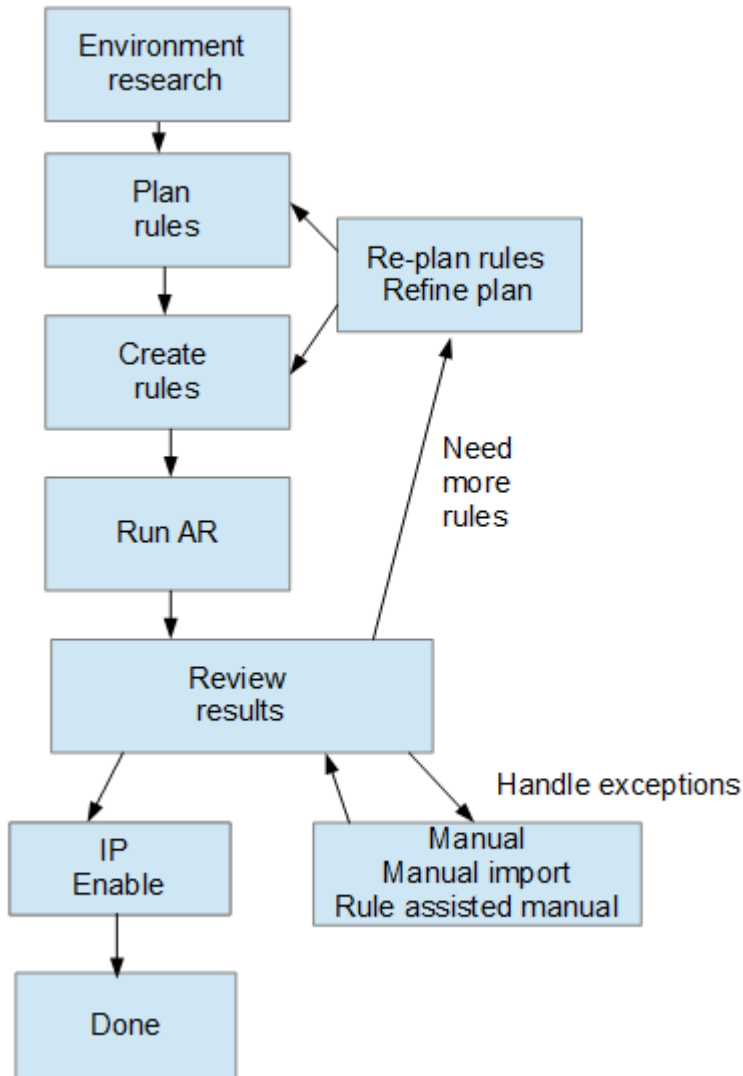 Environment
research
Plan
rules
Re-plan rules
Refine plan
Create
rules
Need
more
rules
Run AR
Review
results
Handle exceptions
IP
Enable
Manual
Manual import
Rule assisted manual
Done